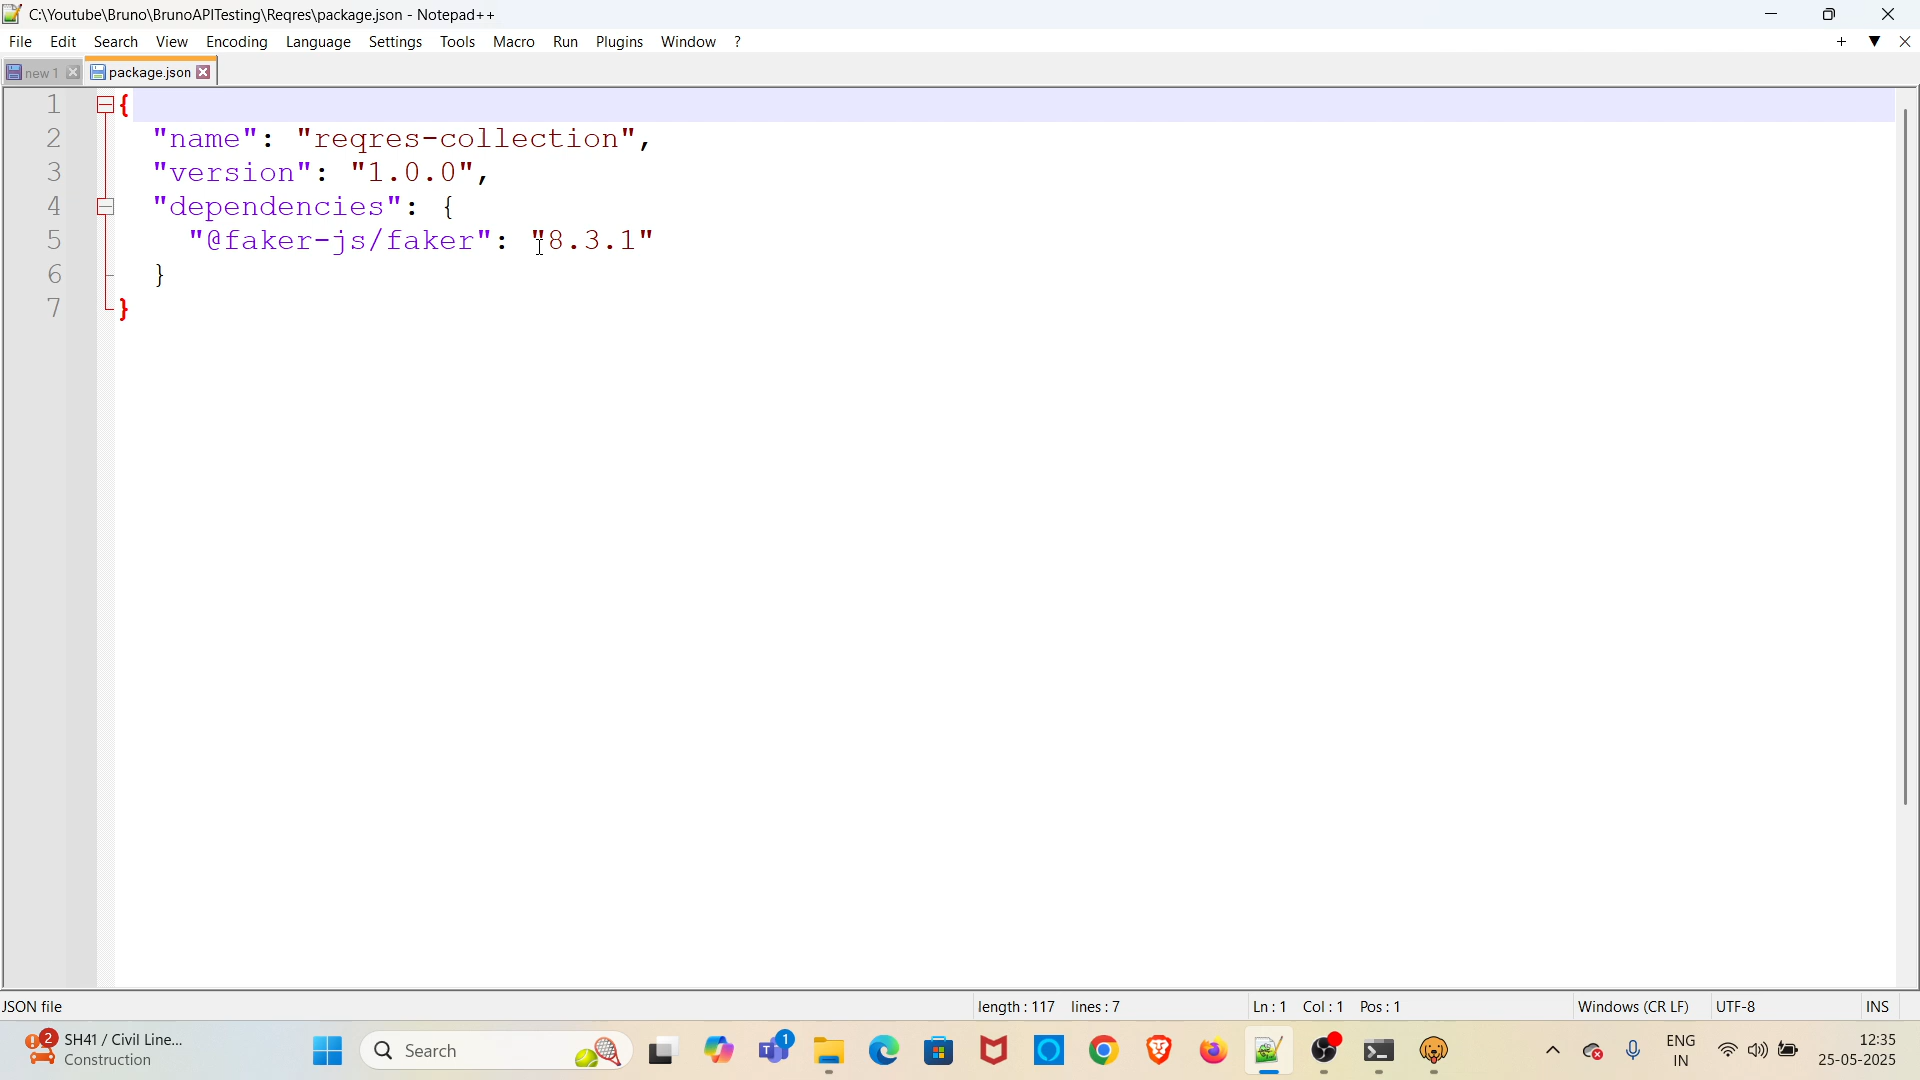 C:\Youtube\Bruno\BrunoAPITesting\Reqres\package.json - Notepad++
File Edit Search View Encoding Language Settings Tools Macro Run Plugins Window ?
new 1 package.json
1 {
2 "name": "reqres-collection",
3 "version": "1.0.0",
4 "dependencies": {
5 "@faker-js/faker": "8.3.1"
6 }
7 }
JSON file length : 117 lines : 7 Ln : 1 Col : 1 Pos : 1 Windows (CR LF) UTF-8 INS
2 SH41 / Civil Line...
Construction
Search
1
ENG
IN
12:35
25-05-2025